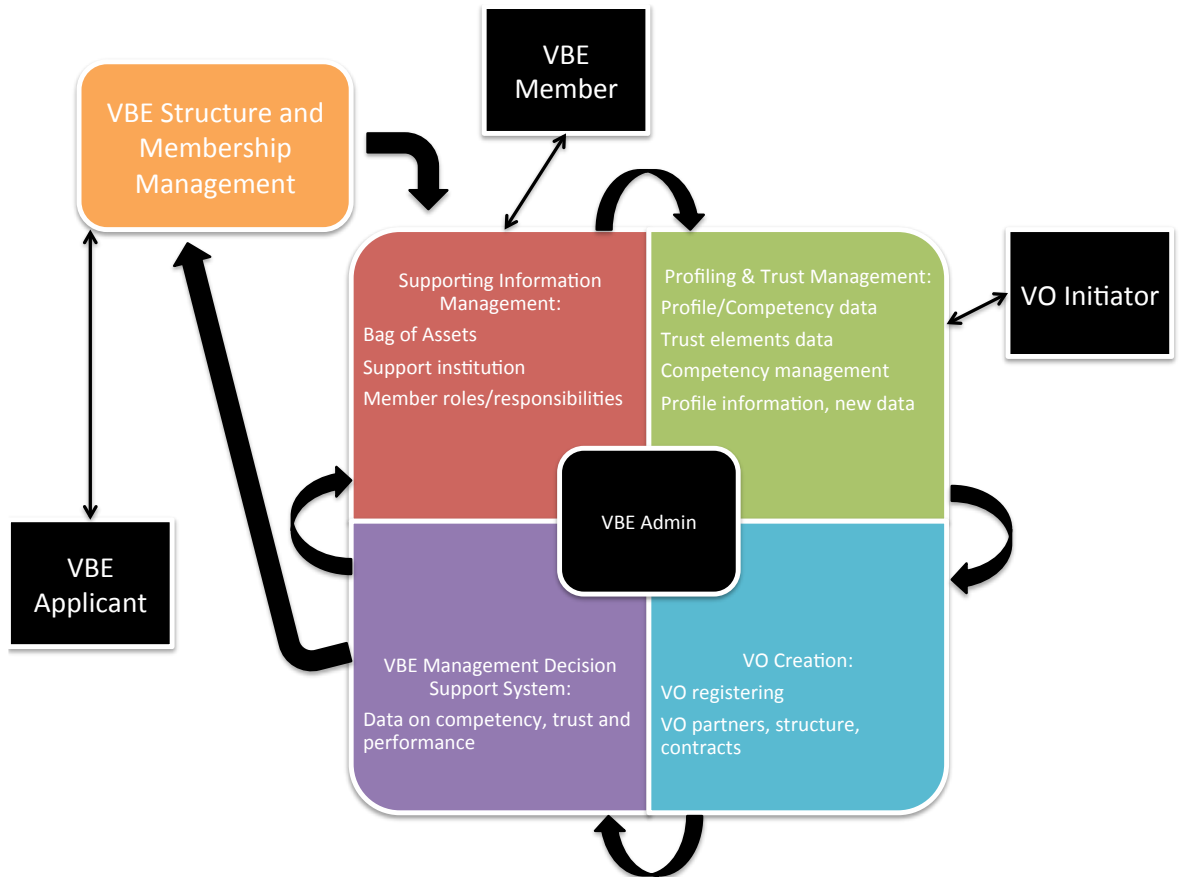 VBE
Member
VBE Structure and
Membership
Management
Supporting Information
Management:
Bag of Assets
Support institution
Member roles/responsibilities
Profiling & Trust Management:
Profile/Competency data
Trust elements data
Competency management
Profile information, new data
VO Initiator
VBE Admin
VBE
Applicant
VBE Management Decision
Support System:
Data on competency, trust and
performance
VO Creation:
VO registering
VO partners, structure,
contracts